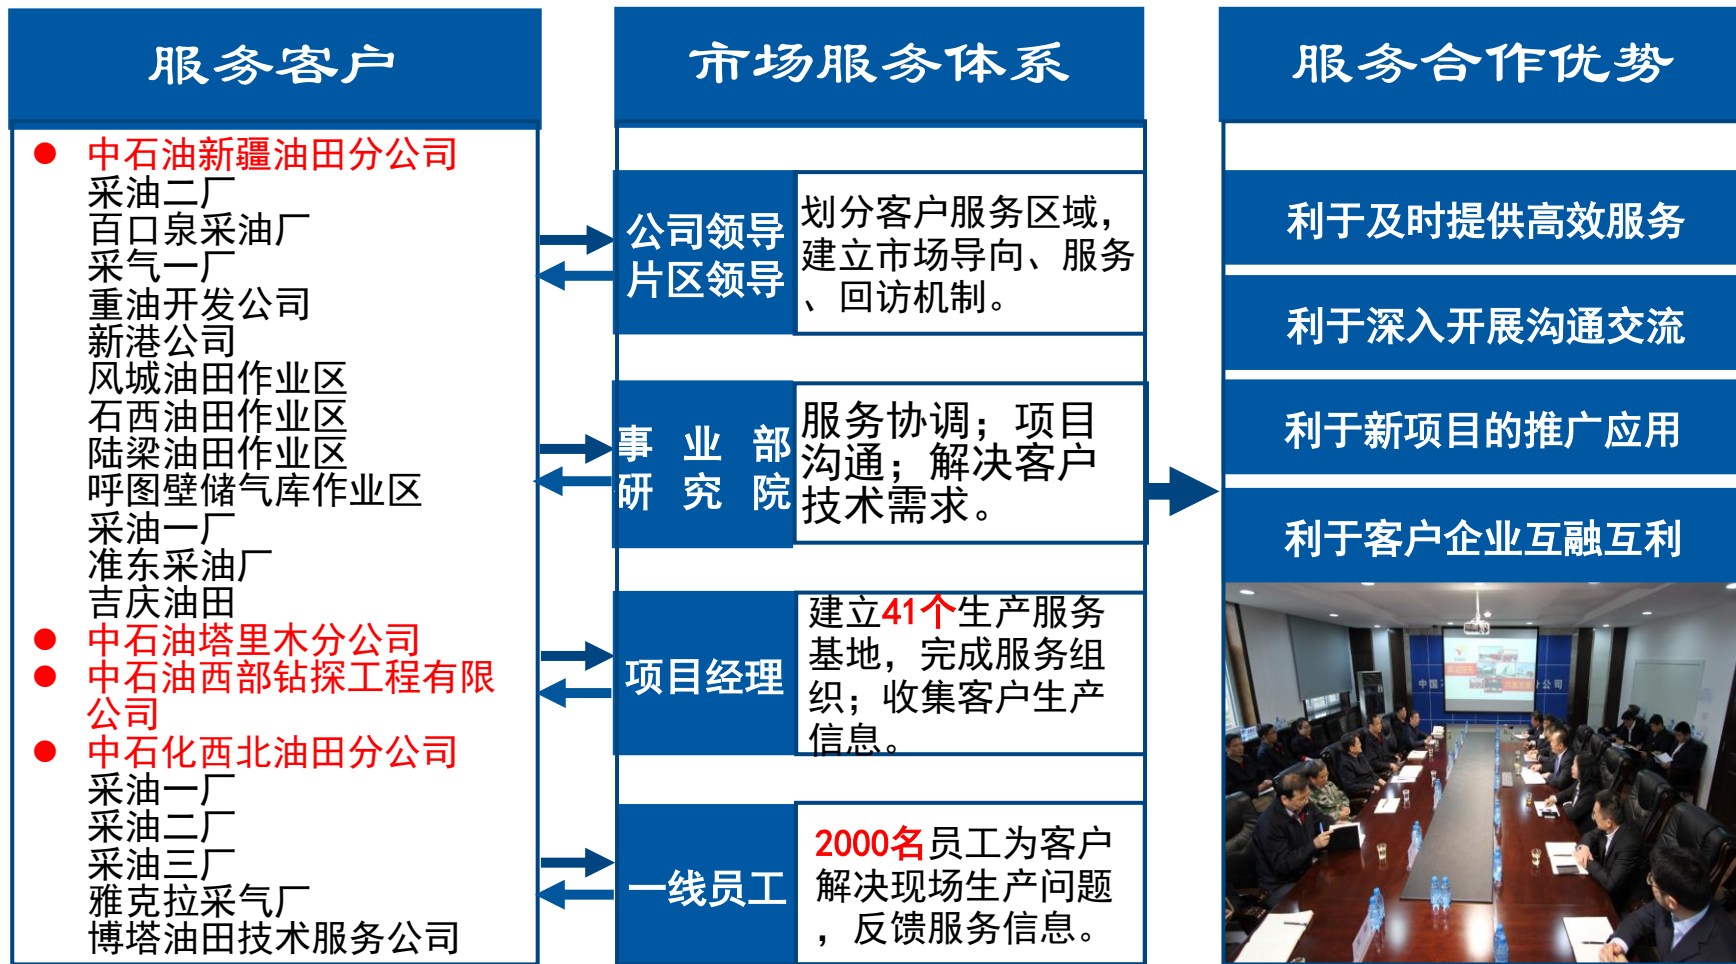 服务客户
中石油新疆油田分公司
采油二厂
百口泉采油厂
采气一厂
重油开发公司
新港公司
风城油田作业区
石西油田作业区
陆梁油田作业区
呼图壁储气库作业区
采油一厂
准东采油厂
吉庆油田
中石油塔里木分公司
中石油西部钻探工程有限
公司
中石化西北油田分公司
采油一厂
采油二厂
采油三厂
雅克拉采气厂
博塔油田技术服务公司
市场服务体系
公司领导
片区领导
划分客户服务区域，
建立市场导向、服务
、回访机制。
事业部
研究院
服务协调；项目
沟通；解决客户
技术需求。
项目经理
建立41个生产服务
基地，完成服务组
织；收集客户生产
信息。
一线员工
2000名员工为客户
解决现场生产问题
，反馈服务信息。
服务合作优势
利于及时提供高效服务
利于深入开展沟通交流
利于新项目的推广应用
利于客户企业互融互利
中国
分公司